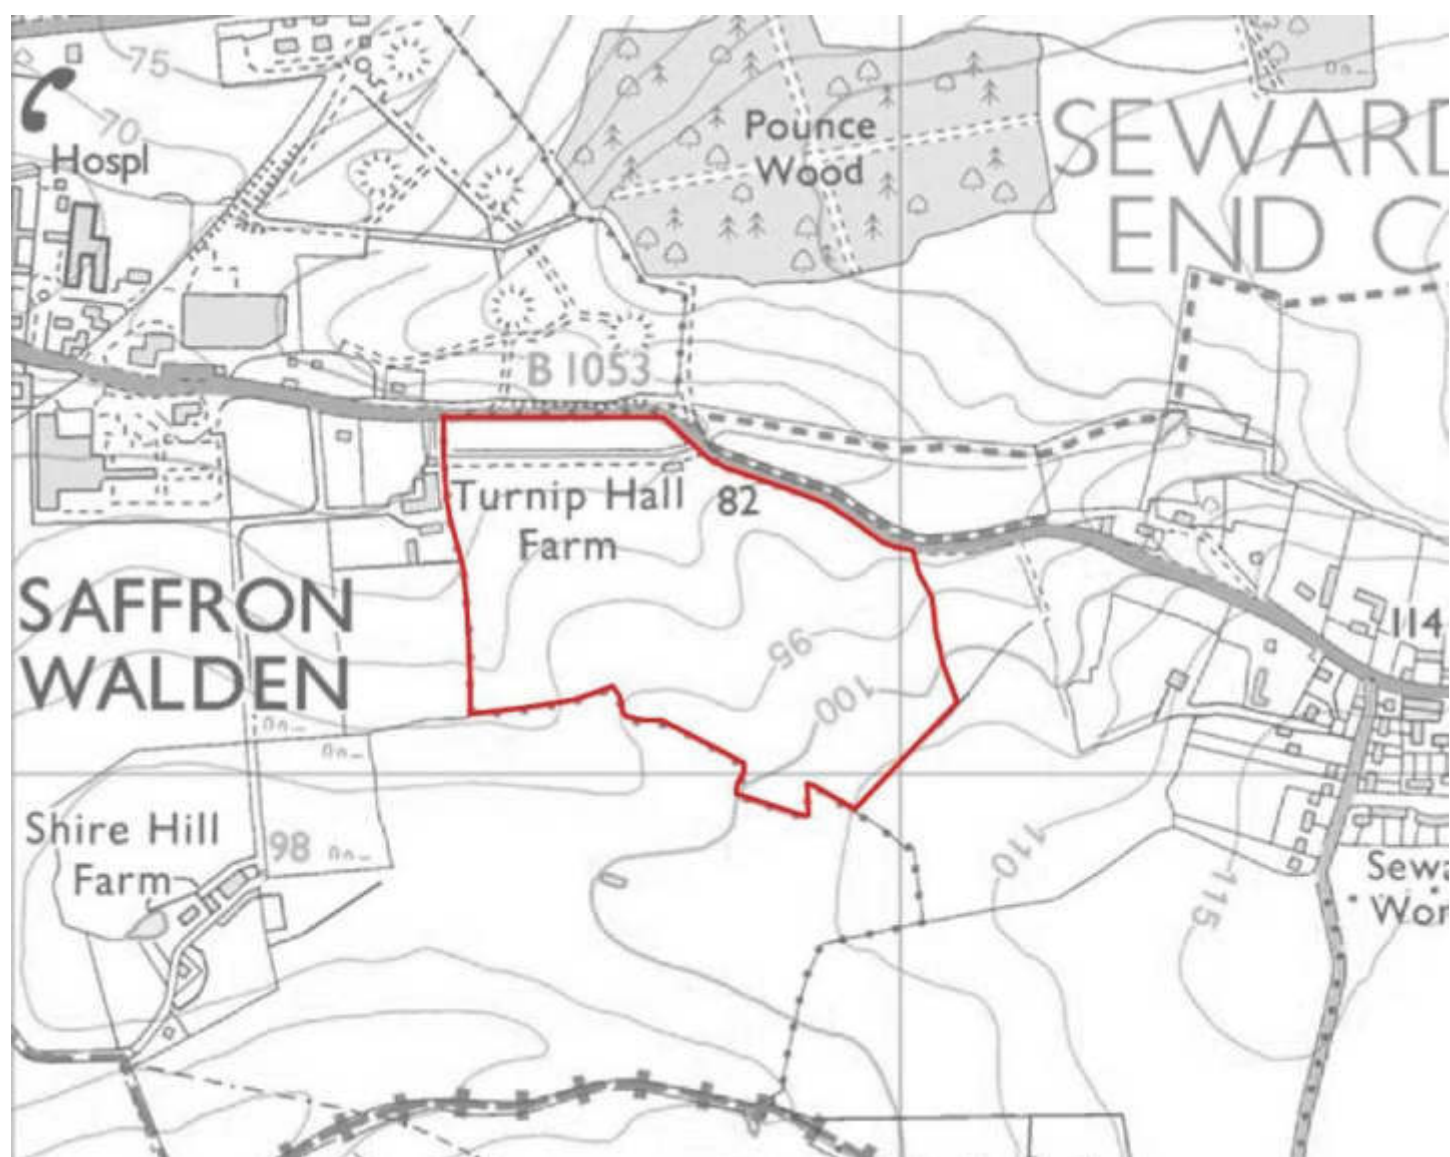 75
70
Hospl
Pounce
Wood
SEWARD
END C
B 1053
Turnip Hall
Farm
82
SAFFRON
WALDEN
95
100
114
Shire Hill
Farm
98
110
115
Sewa
Wor